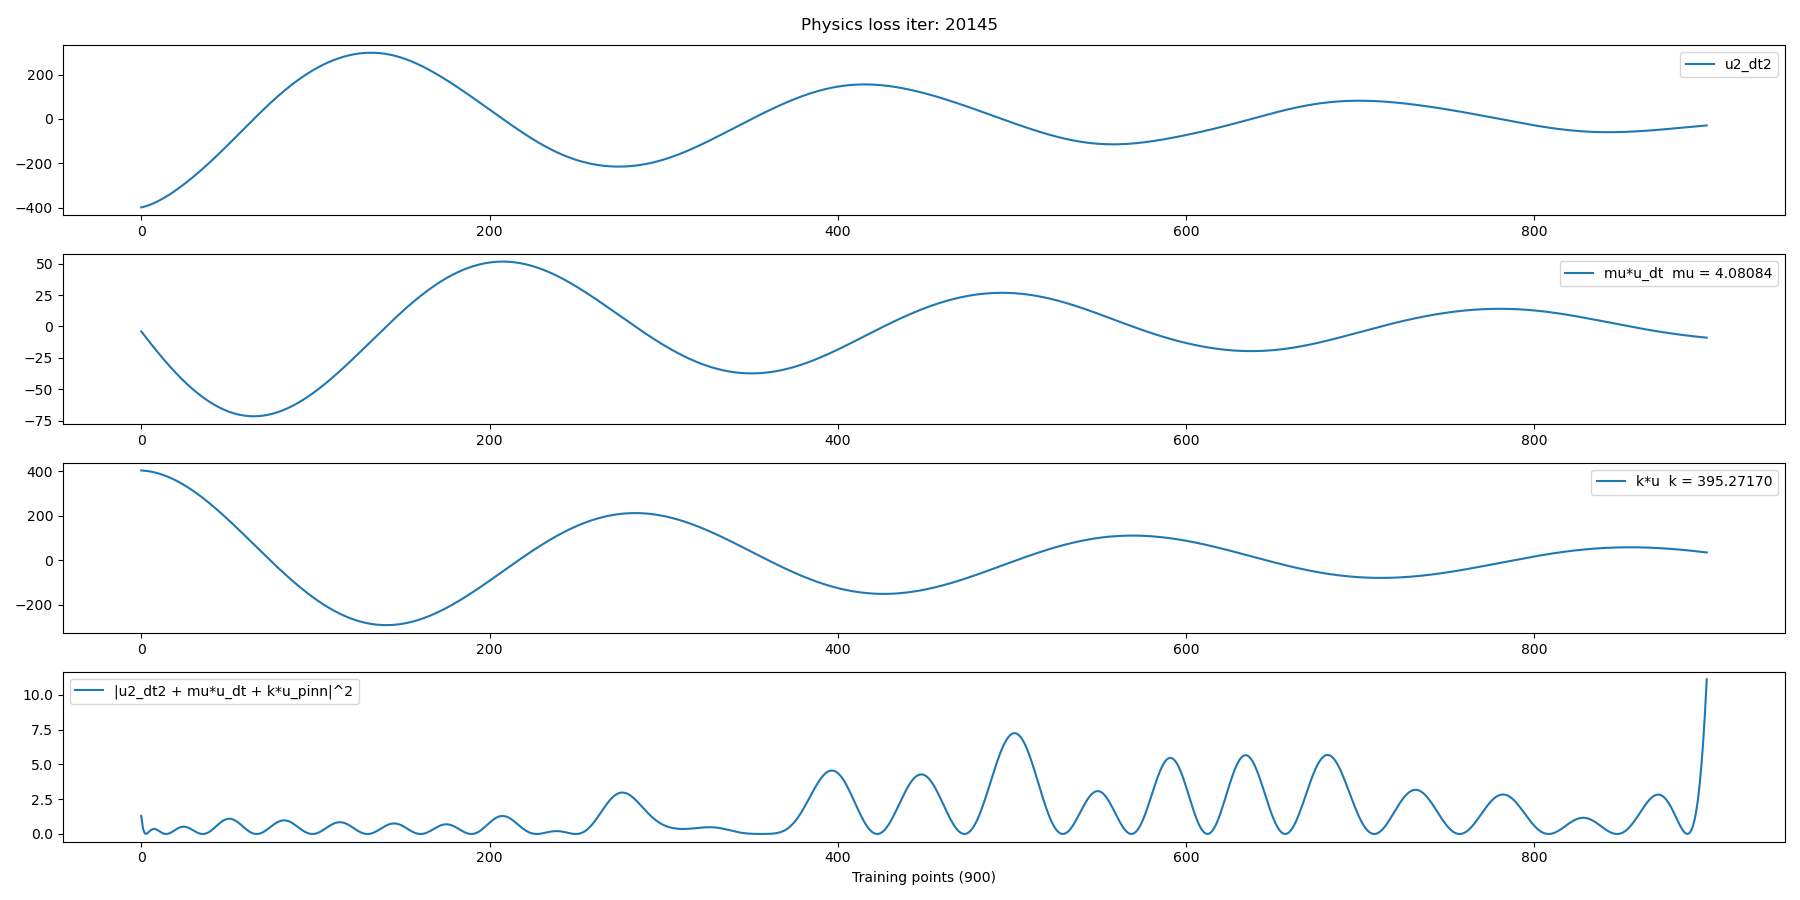 Physics loss iter: 20145
200
0
−200
−400
u2_dt2
0 200 400 600 800
50
25
0
−25
−50
−75
mu*u_dt mu = 4.08084
0 200 400 600 800
400
200
0
−200
k*u k = 395.27170
0 200 400 600 800
10.0
7.5
5.0
2.5
0.0
|u2_dt2 + mu*u_dt + k*u_pinn|^2
0 200 400 600 800
Training points (900)